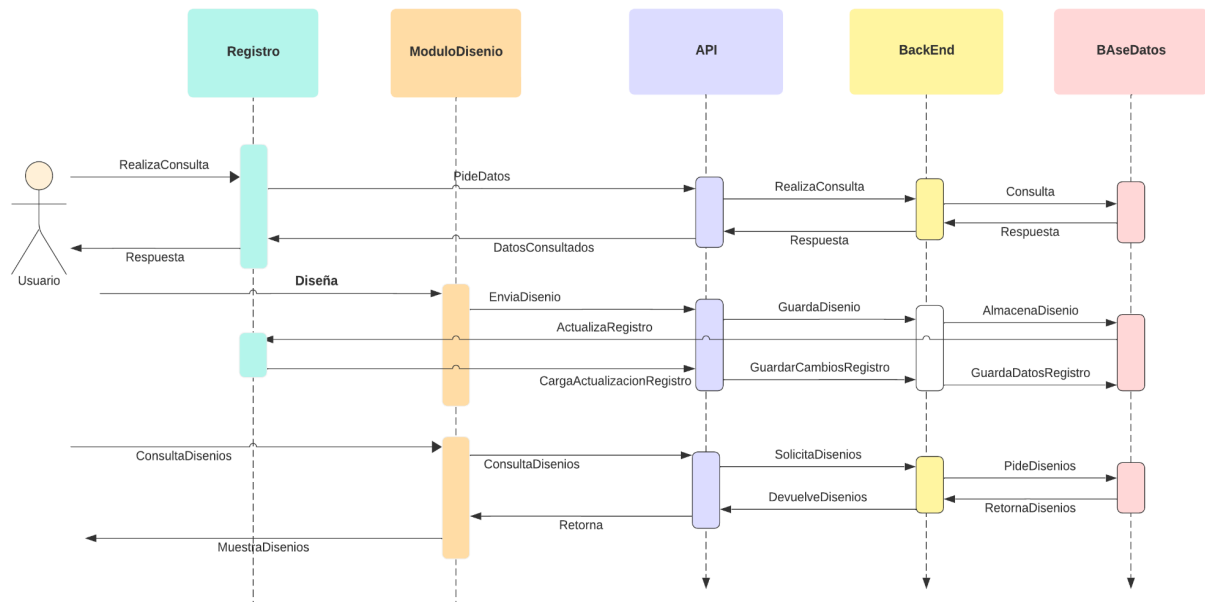 Registro
ModuloDisenio
API
BackEnd
BAseDatos
RealizaConsulta
PideDatos
RealizaConsulta
Consulta
Respuesta
DatosConsultados
Respuesta
Respuesta
Usuario
Diseña
EnviaDisenio
GuardaDisenio
AlmacenaDisenio
ActualizaRegistro
CargaActualizacionRegistro
GuardarCambiosRegistro
GuardaDatosRegistro
ConsultaDisenios
ConsultaDisenios
SolicitaDisenios
PideDisenios
DevuelveDisenios
RetornaDisenios
Retorna
MuestraDisenios